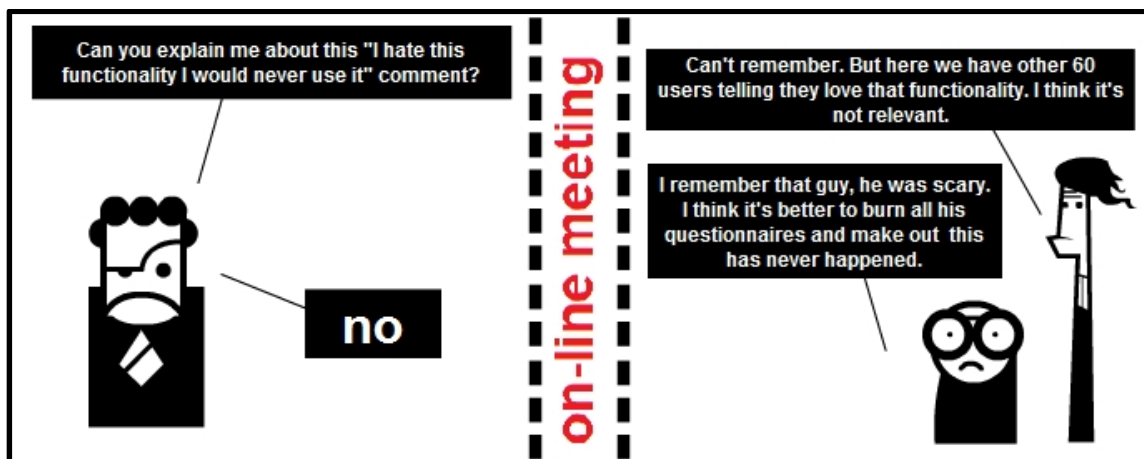 Can you explain me about this "I hate this
functionality I would never use it" comment?
on-line meeting
Can't remember. But here we have other 60
users telling they love that functionality. I think it's
not relevant.
I remember that guy, he was scary.
I think it's better to burn all his
questionnaires and make out this
has never happened.
no